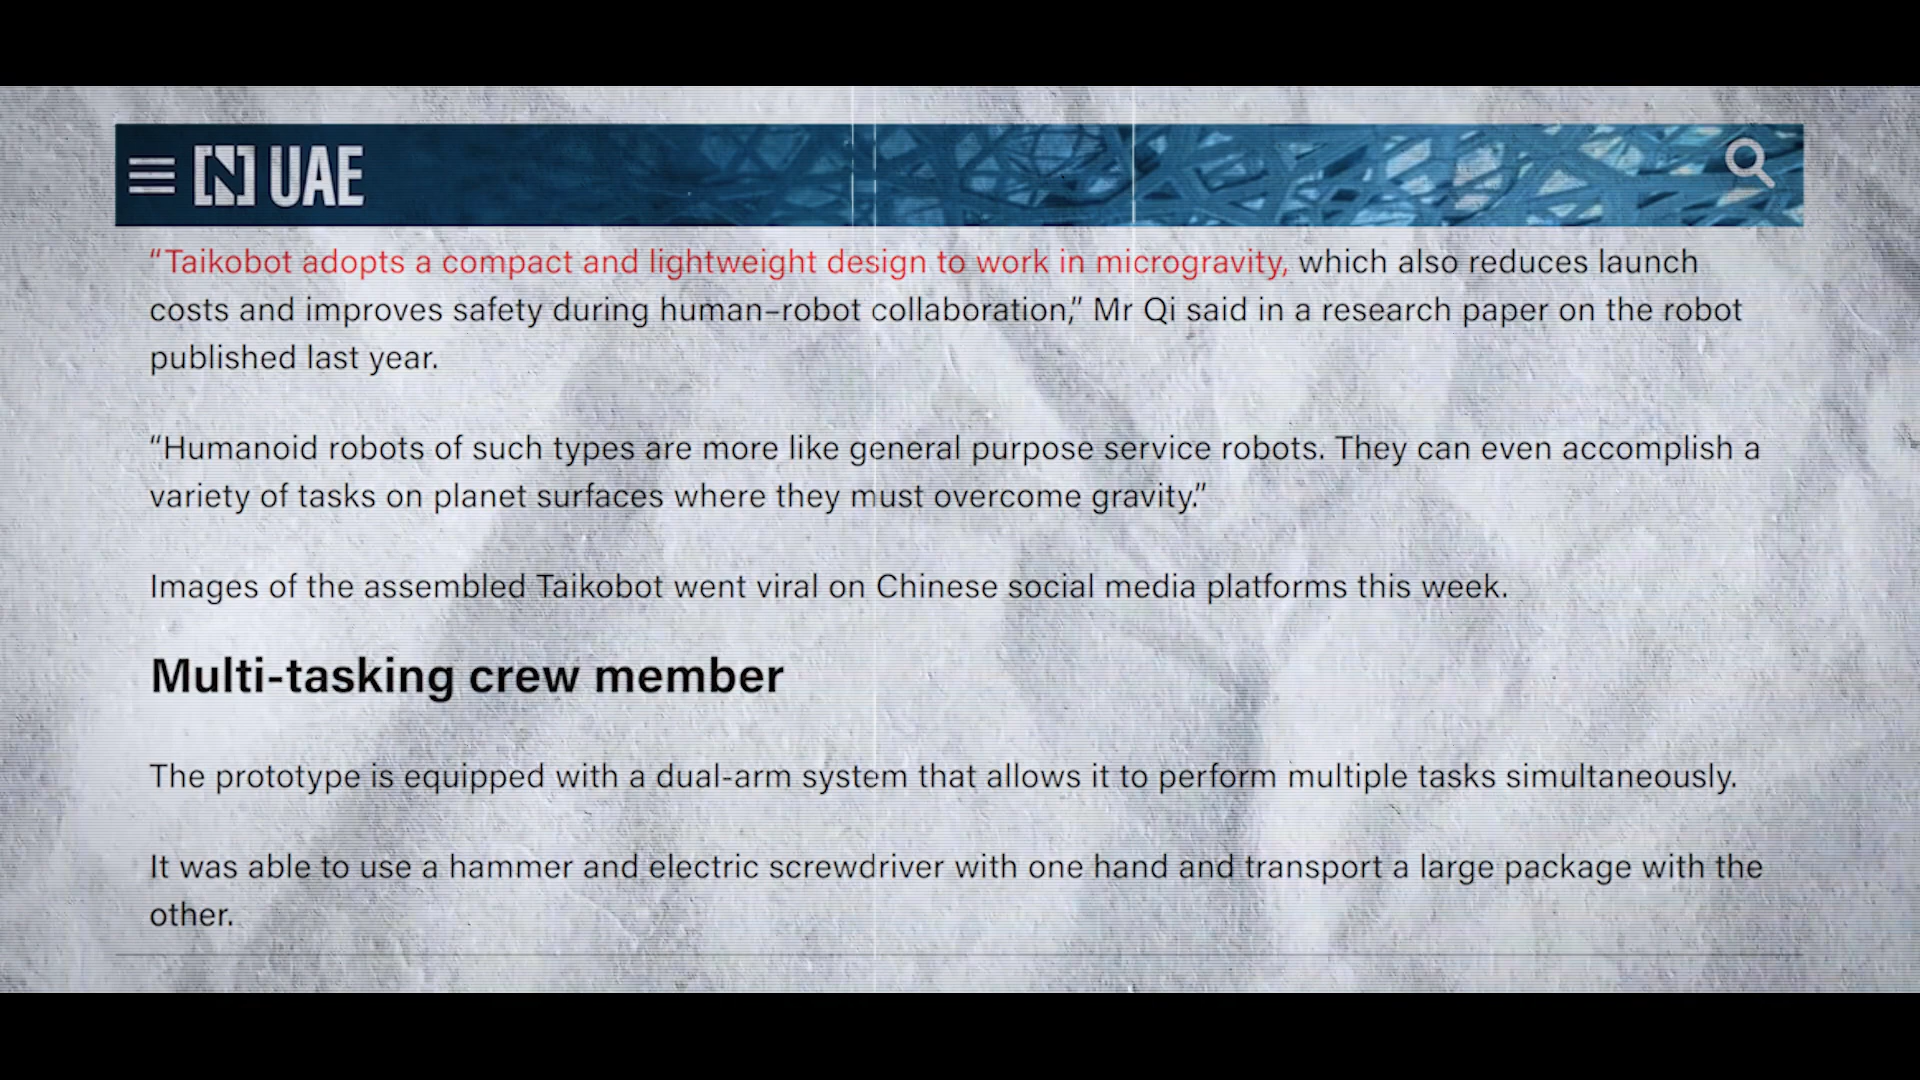 [N] UAE
“Taikobot adopts a compact and lightweight design to work in microgravity, which also reduces launch
costs and improves safety during human–robot collaboration,” Mr Qi said in a research paper on the robot
published last year.
“Humanoid robots of such types are more like general purpose service robots. They can even accomplish a
variety of tasks on planet surfaces where they must overcome gravity.”
Images of the assembled Taikobot went viral on Chinese social media platforms this week.
Multi-tasking crew member
The prototype is equipped with a dual-arm system that allows it to perform multiple tasks simultaneously.
It was able to use a hammer and electric screwdriver with one hand and transport a large package with the
other.